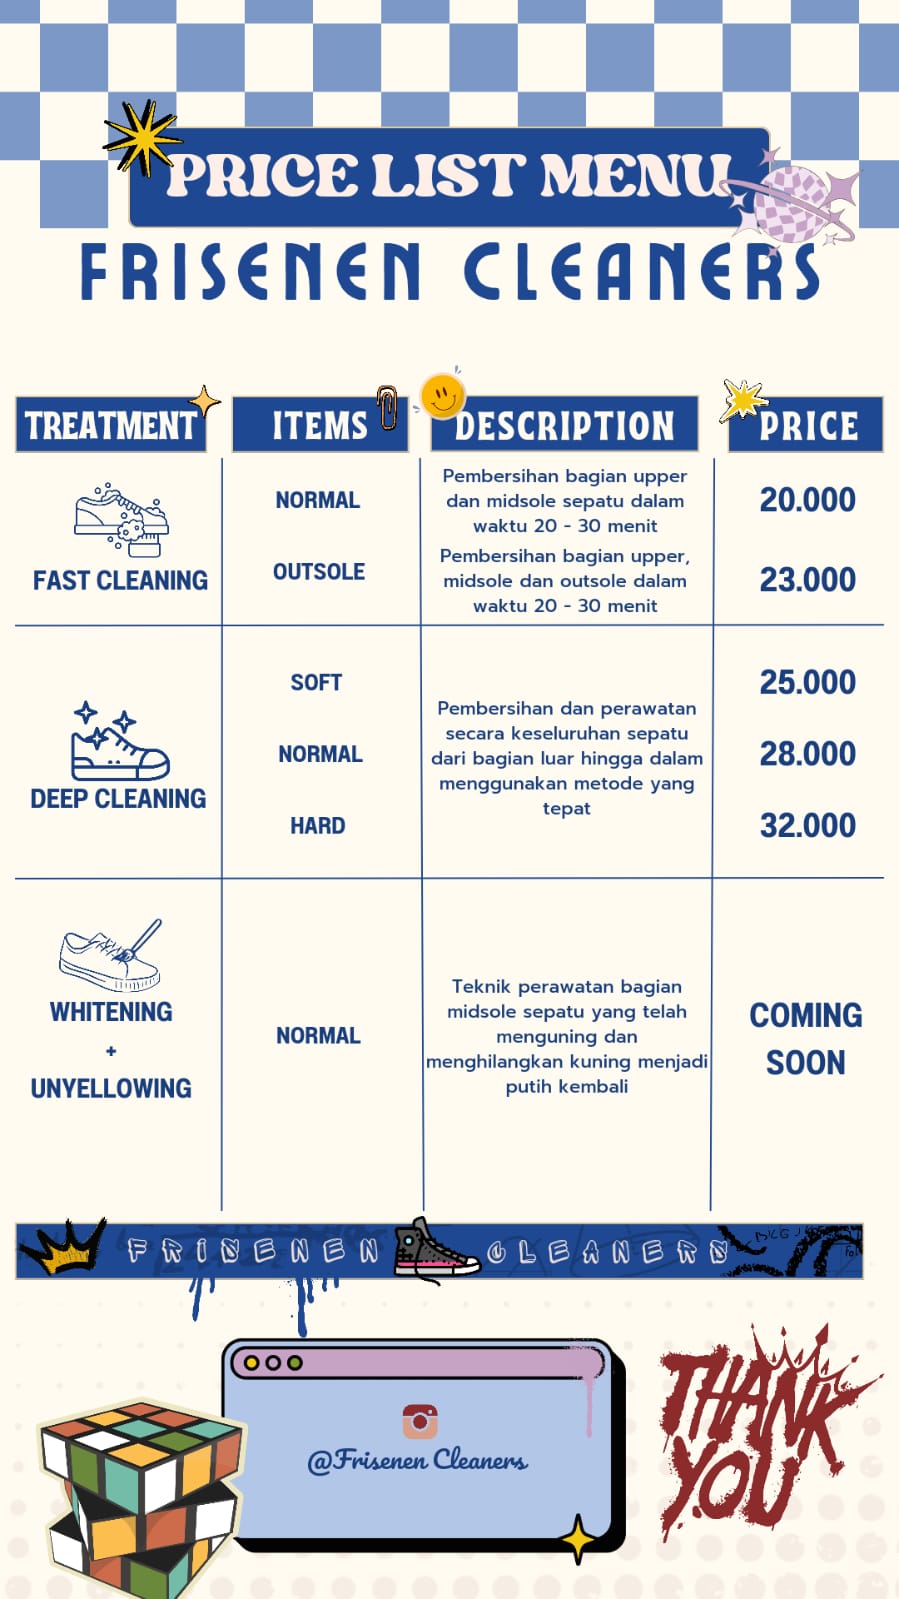 PRICE LIST MENU
FRISENEN CLEANERS
TREATMENT
ITEMS
DESCRIPTION
PRICE
FAST CLEANING
NORMAL
Pembersihan bagian upper
dan midsole sepatu dalam
waktu 20 - 30 menit
20.000
OUTSOLE
Pembersihan bagian upper,
midsole dan outsole dalam
waktu 20 - 30 menit
23.000
DEEP CLEANING
SOFT
NORMAL
HARD
Pembersihan dan perawatan
secara keseluruhan sepatu
dari bagian luar hingga dalam
menggunakan metode yang
tepat
25.000
28.000
32.000
WHITENING
+
UNYELLOWING
NORMAL
Teknik perawatan bagian
midsole sepatu yang telah
menguning dan
menghilangkan kuning menjadi
putih kembali
COMING
SOON
FRISENEN CLEANERS
@Frisenen Cleaners
THANK
YOU